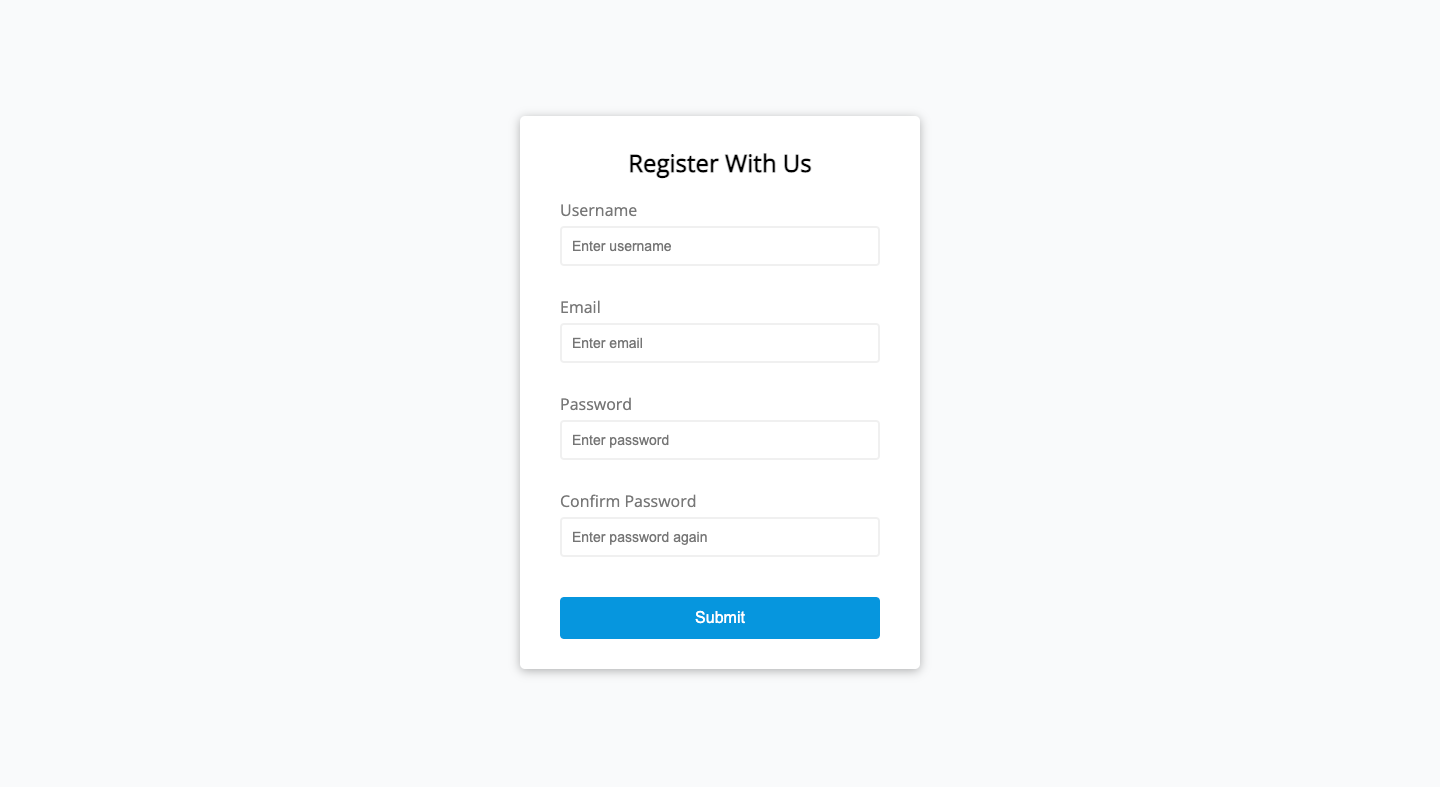 Register With Us
Username
Enter username
Email
Enter email
Password
Enter password
Confirm Password
Enter password again
Submit